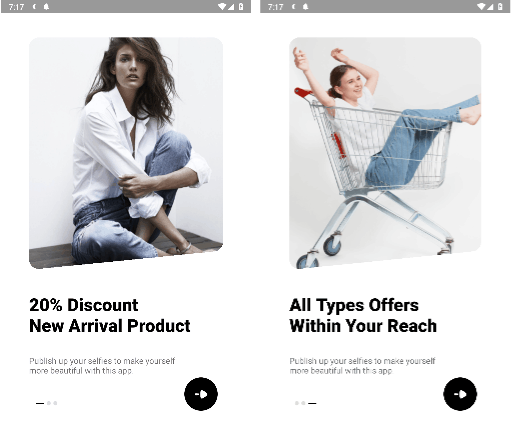 7:17
20% Discount
New Arrival Product
Publish up your selfies to make yourself
more beautiful with this app.
7:17
All Types Offers
Within Your Reach
Publish up your selfies to make yourself
more beautiful with this app.